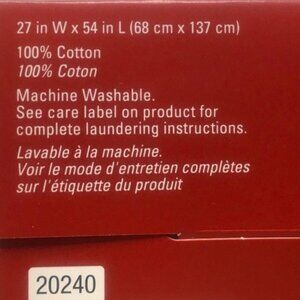 27 in W x 54 in L (68 cm x 137 cm)
100% Cotton
100% Coton
Machine Washable.
See care label on product for
complete laundering instructions.
Lavable à la machine.
Voir le mode d'entretien complètes
sur l'étiquette du produit
20240